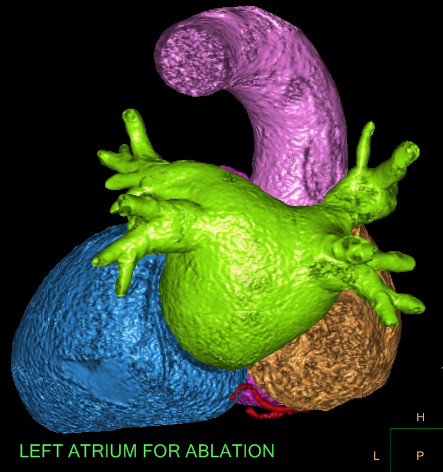 LEFT ATRIUM FOR ABLATION
H
L P